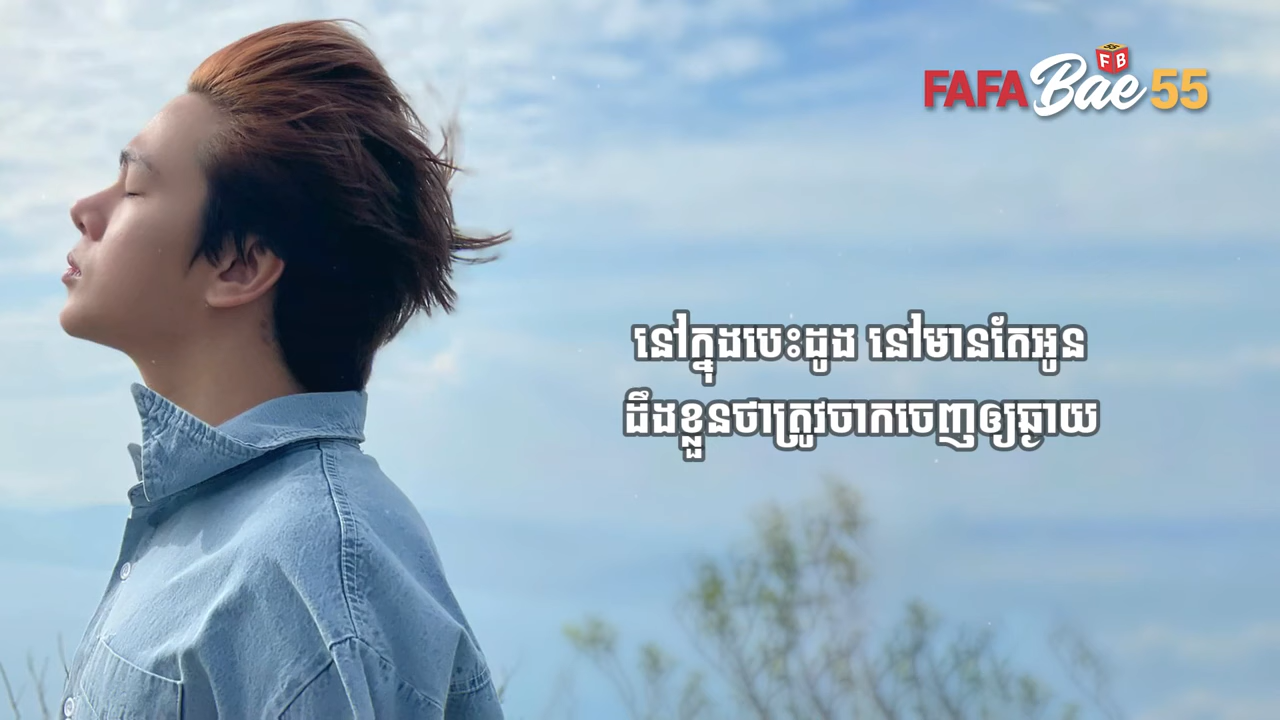 FAFA Bae 55
FB
នៅក្នុងបេះដូង នៅមានតែអូន
ដឹងខ្លួនថាត្រូវចាកចេញឲ្យឆ្ងាយ